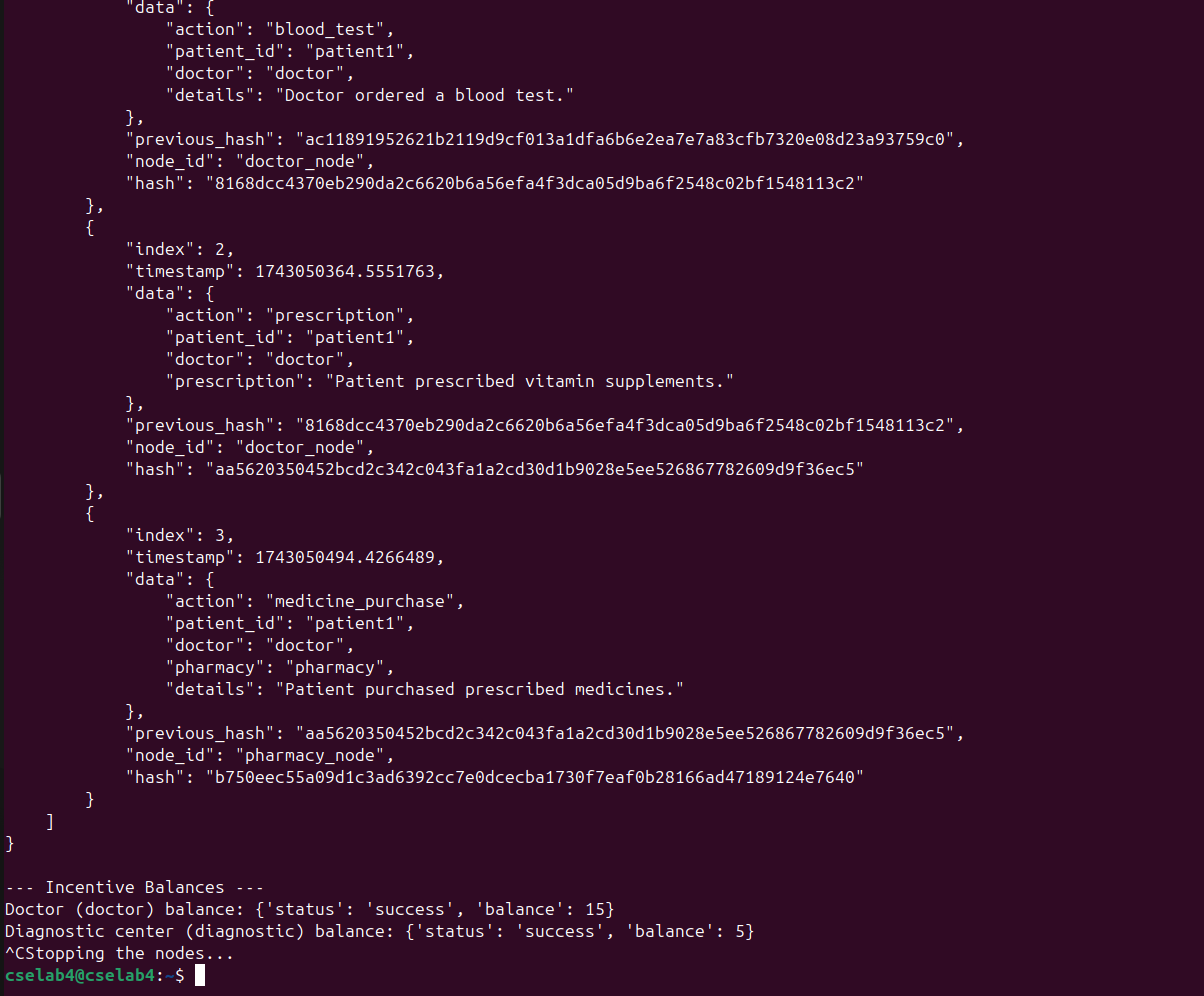 "data": {
"action": "blood_test",
"patient_id": "patient1",
"doctor": "doctor",
"details": "Doctor ordered a blood test."
},
"previous_hash": "ac11891952621b2119d9cf013a1dfa6b6e2ea7e7a83cfb7320e08d23a93759c0",
"node_id": "doctor_node",
"hash": "8168dcc4370eb290da2c6620b6a56efa4f3dca05d9ba6f2548c02bf1548113c2"
},
{
"index": 2,
"timestamp": 1743050364.5551763,
"data": {
"action": "prescription",
"patient_id": "patient1",
"doctor": "doctor",
"prescription": "Patient prescribed vitamin supplements."
},
"previous_hash": "8168dcc4370eb290da2c6620b6a56efa4f3dca05d9ba6f2548c02bf1548113c2",
"node_id": "doctor_node",
"hash": "aa5620350452bcd2c342c043fa1a2cd30d1b9028e5ee526867782609d9f36ec5"
},
{
"index": 3,
"timestamp": 1743050494.4266489,
"data": {
"action": "medicine_purchase",
"patient_id": "patient1",
"doctor": "doctor",
"pharmacy": "pharmacy",
"details": "Patient purchased prescribed medicines."
},
"previous_hash": "aa5620350452bcd2c342c043fa1a2cd30d1b9028e5ee526867782609d9f36ec5",
"node_id": "pharmacy_node",
"hash": "b750eec55a09d1c3ad6392cc7e0dcecba1730f7eaf0b28166ad47189124e7640"
}
]
}
--- Incentive Balances ---
Doctor (doctor) balance: {'status': 'success', 'balance': 15}
Diagnostic center (diagnostic) balance: {'status': 'success', 'balance': 5}
^CStopping the nodes...
cselab4@cselab4:~$